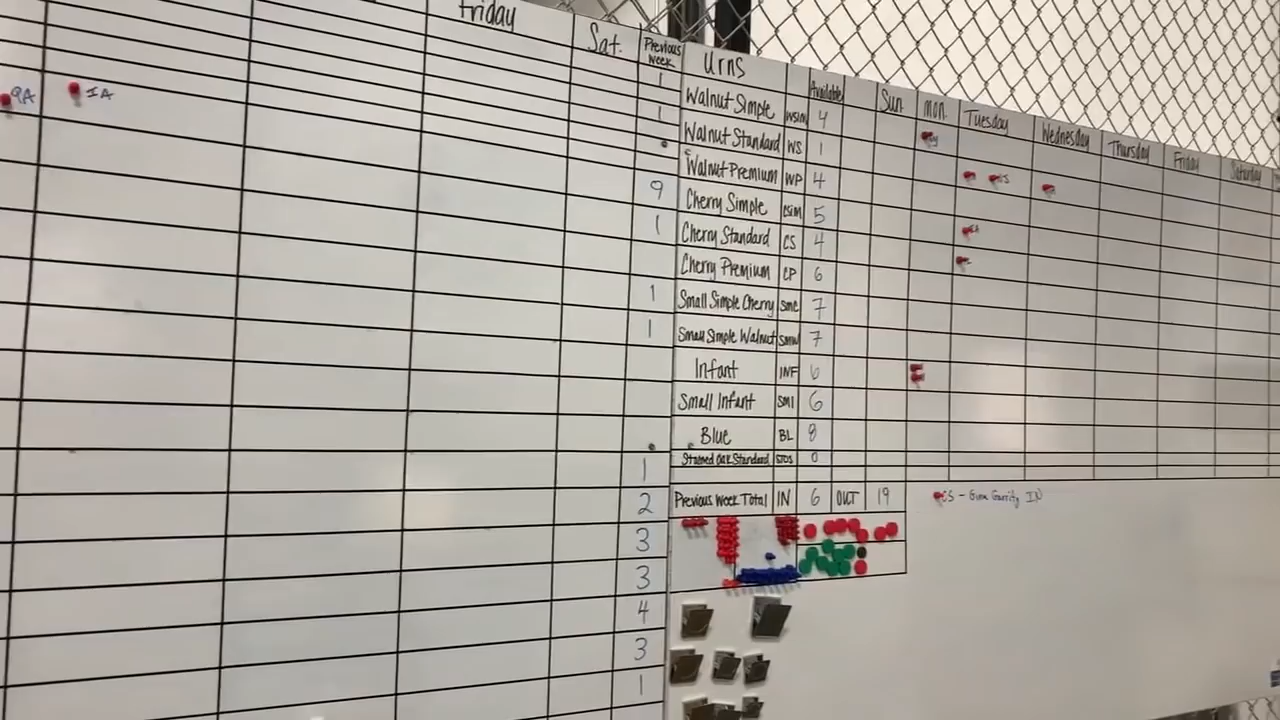 Friday
Sat.
Previous Week
Urns
Available
Sun.
Mon.
Tuesday
Wednesday
Thursday
Friday
Saturday
9A
1A
1
Walnut Simple WSIM 4
1
Walnut Standard WS 1
Walnut Premium WP 4
9
Cherry Simple CSIM 5
1
Cherry Standard CS 4
Cherry Premium CP 6
1
Small Simple Cherry SMC 7
1
Small Simple Walnut SMW 7
Infant INF 6
Small Infant SMI 6
Blue BL 8
1
Stained Oak Standard STOS 0
2
Previous Week Total IN 6 OUT 19
3
3
4
3
1